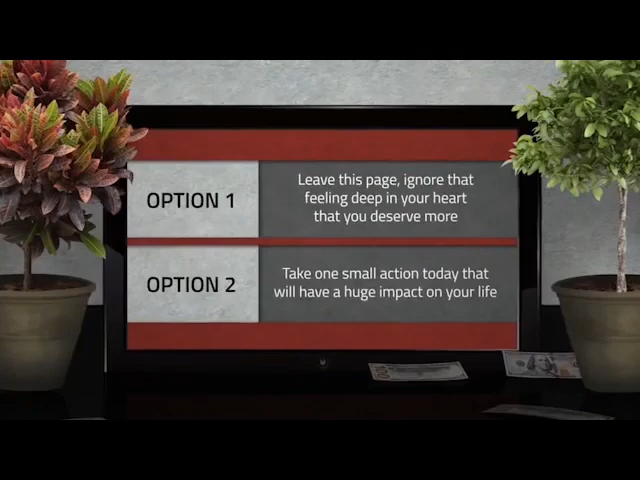 OPTION 1
Leave this page, ignore that
feeling deep in your heart
that you deserve more
OPTION 2
Take one small action today that
will have a huge impact on your life
100